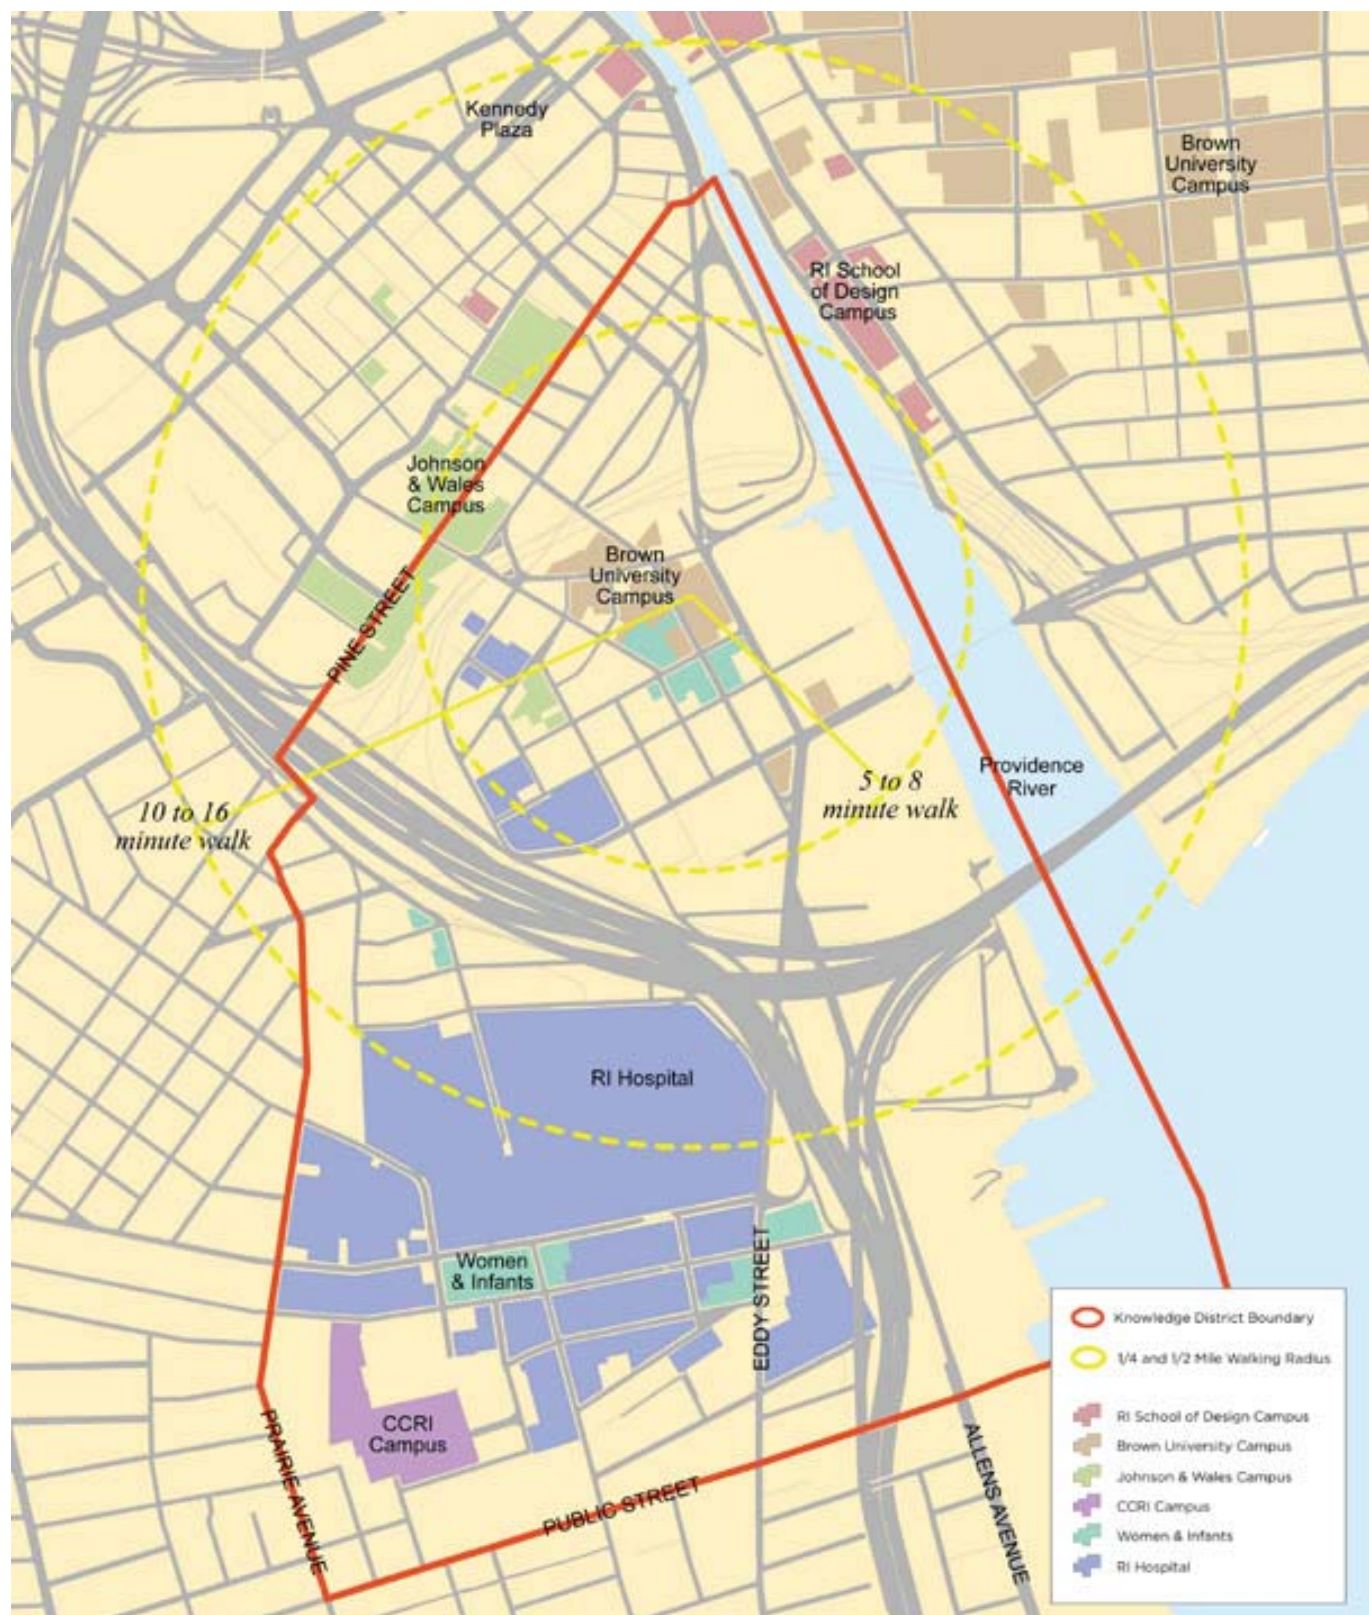 Kennedy
Plaza
Brown
University
Campus
RI School
of Design
Campus
Johnson
& Wales
Campus
Brown
University
Campus
PINE STREET
Providence
River
5 to 8
minute walk
10 to 16
minute walk
RI Hospital
Women
& Infants
EDDY STREET
CCRI
Campus
PRAIRIE AVENUE
PUBLIC STREET
ALLENS AVENUE
Knowledge District Boundary
1/4 and 1/2 Mile Walking Radius
RI School of Design Campus
Brown University Campus
Johnson & Wales Campus
CCRI Campus
Women & Infants
RI Hospital